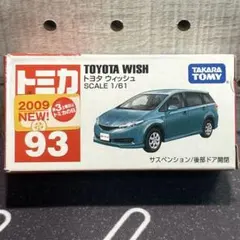 トミカ
TOYOTA WISH
トヨタ ウィッシュ
SCALE 1/61
TAKARA
TOMY
2009
NEW!
93
サスペンション/後部ドア開閉